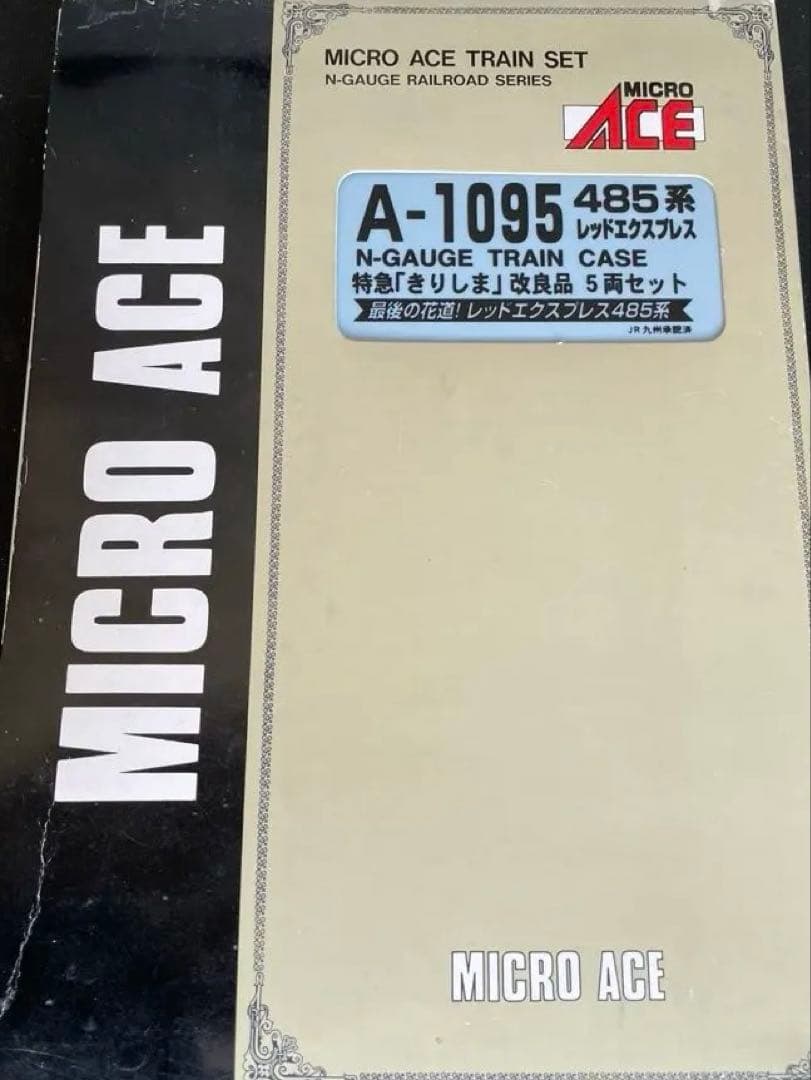 MICRO ACE
MICRO ACE TRAIN SET
N-GAUGE RAILROAD SERIES
MICRO
ACE
A-1095 485系
レッドエクスプレス
N-GAUGE TRAIN CASE
特急「きりしま」改良品 5両セット
最後の花道!レッドエクスプレス485系
JR九州承認済
MICRO ACE